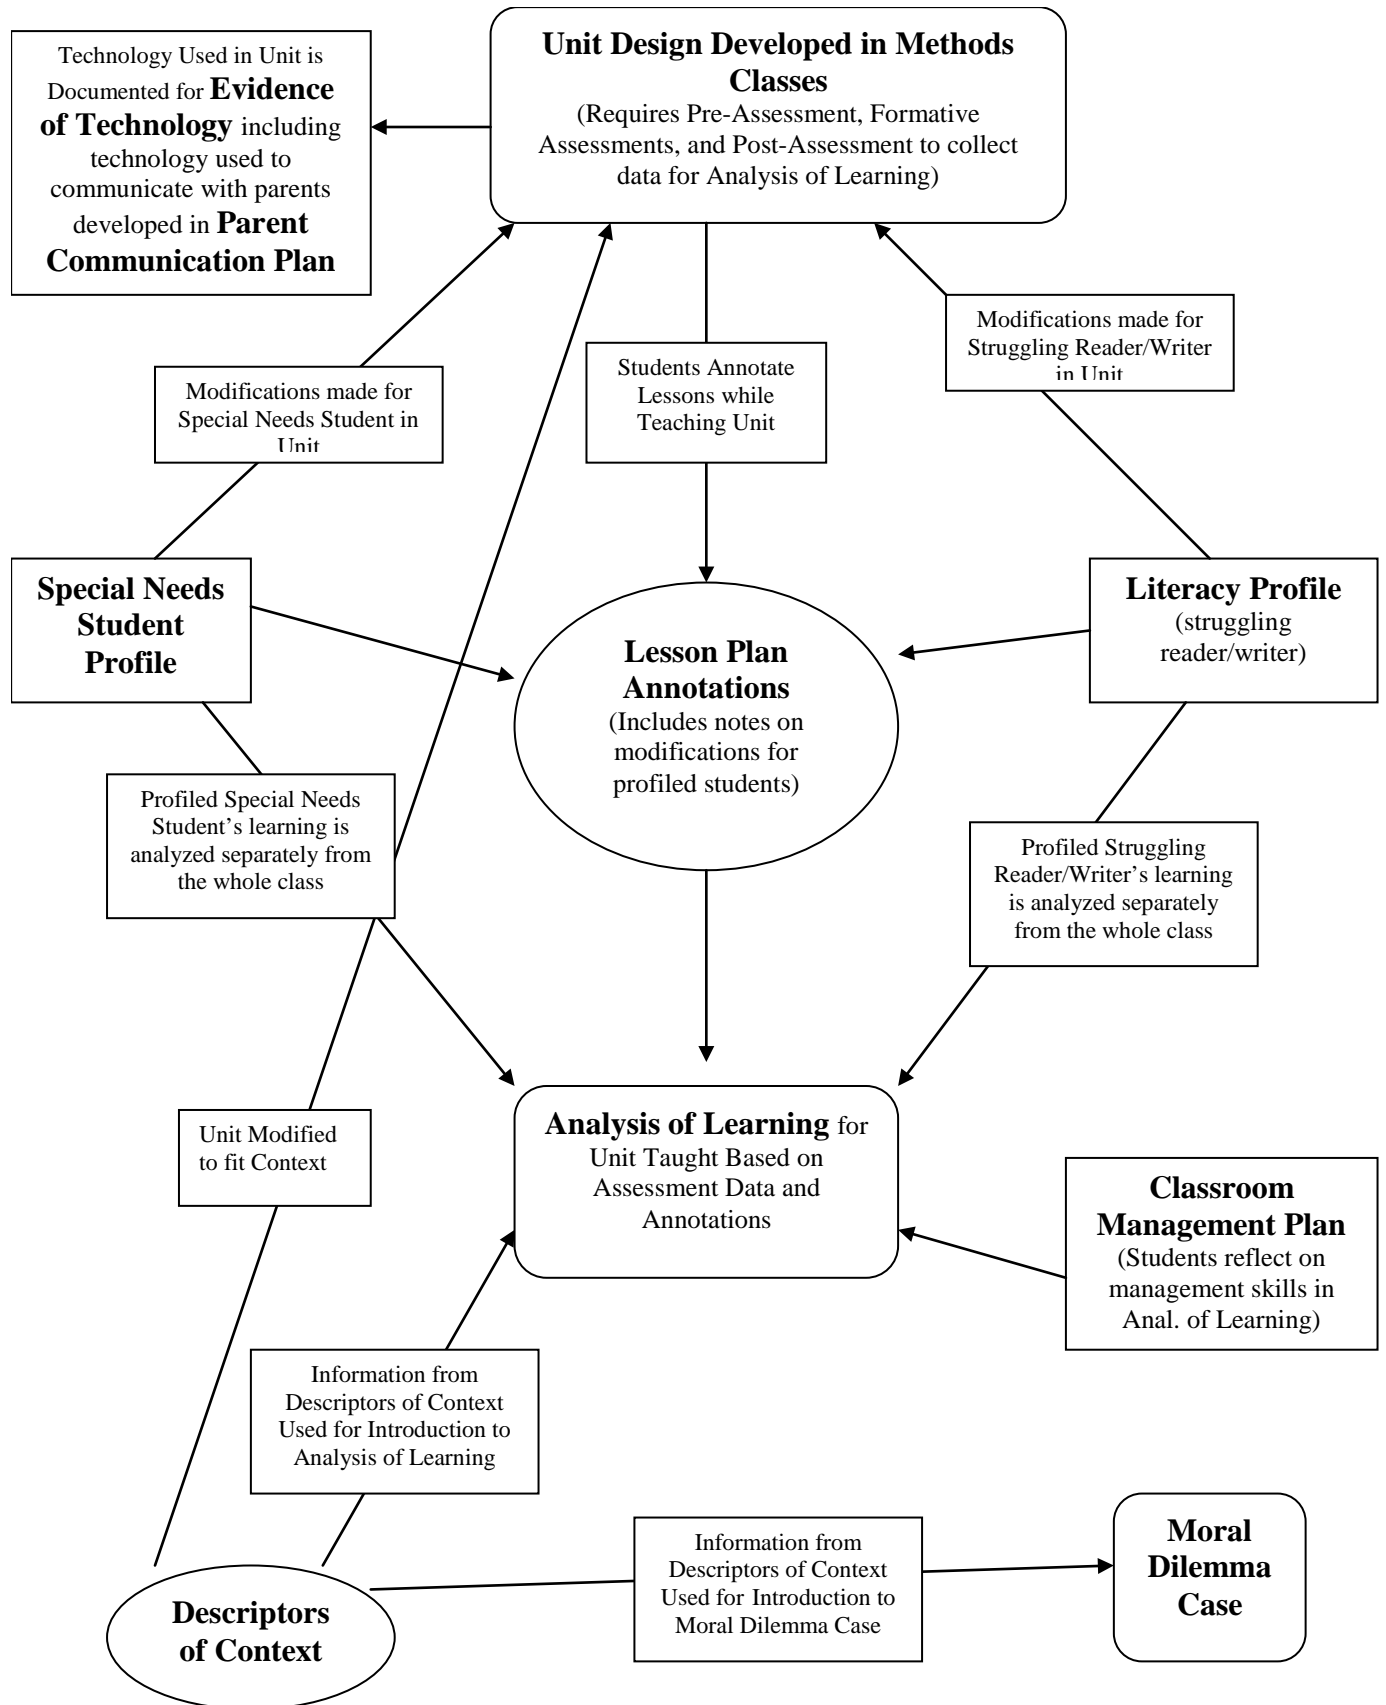 Technology Used in Unit is
Documented for Evidence
of Technology including
technology used to
communicate with parents
developed in Parent
Communication Plan
Unit Design Developed in Methods
Classes
(Requires Pre-Assessment, Formative
Assessments, and Post-Assessment to collect
data for Analysis of Learning)
Modifications made for
Struggling Reader/Writer
in Unit
Students Annotate
Lessons while
Teaching Unit
Modifications made for
Special Needs Student in
Unit
Special Needs
Student
Profile
Lesson Plan
Annotations
(Includes notes on
modifications for
profiled students)
Literacy Profile
(struggling
reader/writer)
Profiled Special Needs
Student’s learning is
analyzed separately from
the whole class
Profiled Struggling
Reader/Writer’s learning
is analyzed separately
from the whole class
Unit Modified
to fit Context
Analysis of Learning for
Unit Taught Based on
Assessment Data and
Annotations
Classroom
Management Plan
(Students reflect on
management skills in
Anal. of Learning)
Information from
Descriptors of Context
Used for Introduction to
Analysis of Learning
Information from
Descriptors of Context
Used for Introduction to
Moral Dilemma Case
Moral
Dilemma
Case
Descriptors
of Context